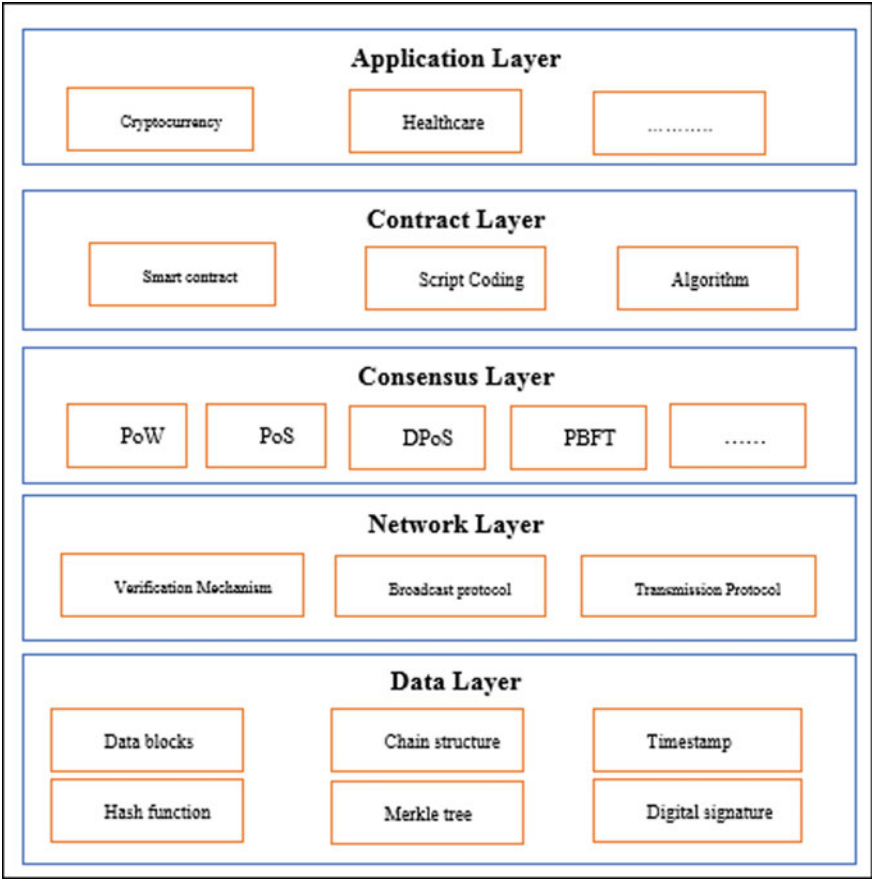 Application Layer
Cryptocurrency
Healthcare
………..
Contract Layer
Smart contract
Script Coding
Algorithm
Consensus Layer
PoW
PoS
DPoS
PBFT
……
Network Layer
Verification Mechanism
Broadcast protocol
Transmission Protocol
Data Layer
Data blocks
Chain structure
Timestamp
Hash function
Merkle tree
Digital signature